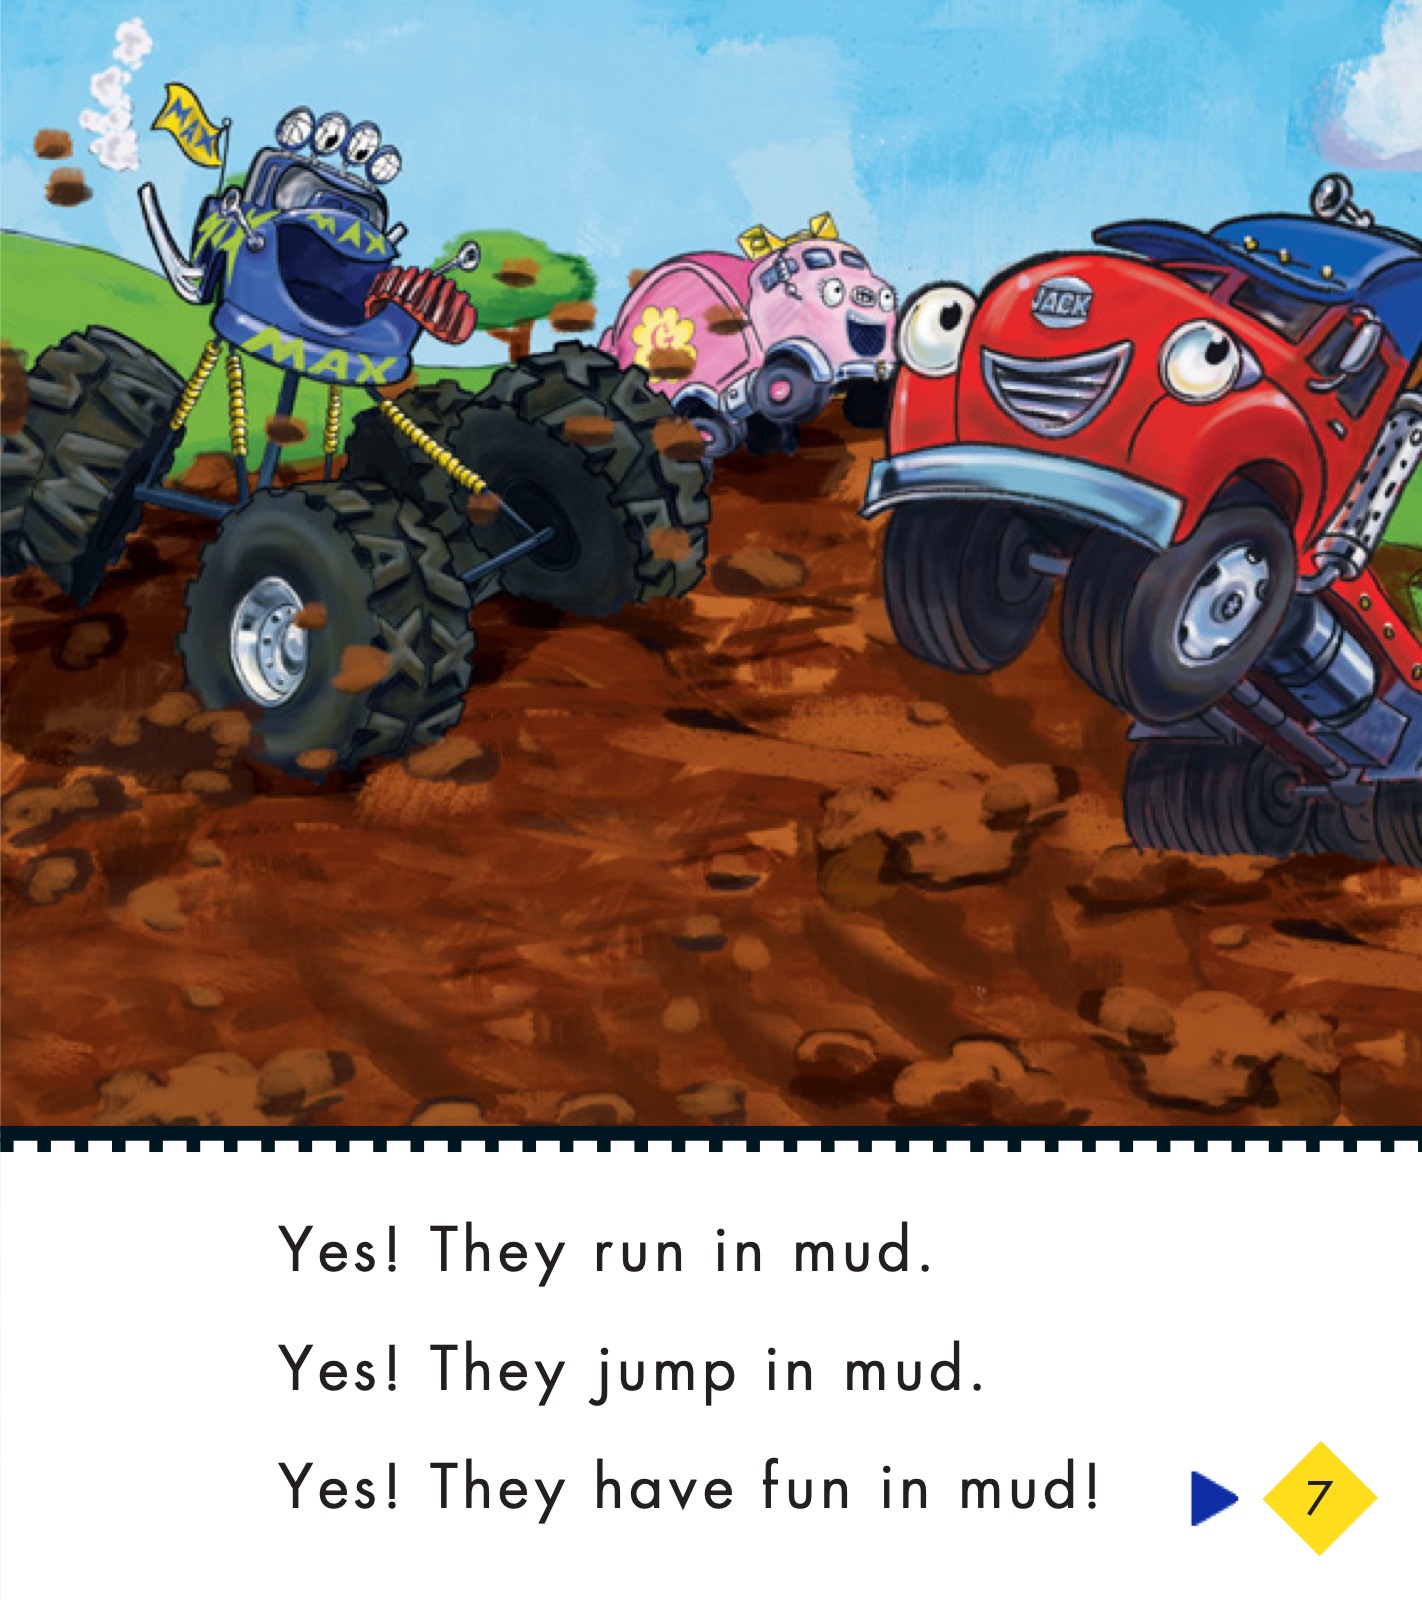 MAX
MAX
MAX
JACK
G
Yes! They run in mud.
Yes! They jump in mud.
Yes! They have fun in mud!
7